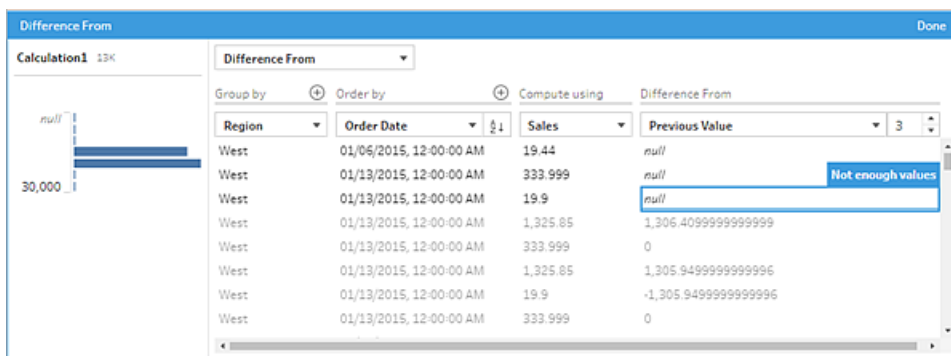 Difference From Done
Calculation1 13K
Difference From
Group by Order by Compute using Difference From
null
Region Order Date Sales Previous Value 3
West 01/06/2015, 12:00:00 AM 19.44 null
West 01/13/2015, 12:00:00 AM 333.999 null Not enough values
30,000
West 01/13/2015, 12:00:00 AM 19.9 null
West 01/13/2015, 12:00:00 AM 1,325.85 1,306.4099999999999
West 01/13/2015, 12:00:00 AM 333.999 0
West 01/13/2015, 12:00:00 AM 1,325.85 1,305.9499999999996
West 01/13/2015, 12:00:00 AM 19.9 -1,305.9499999999996
West 01/13/2015, 12:00:00 AM 333.999 0